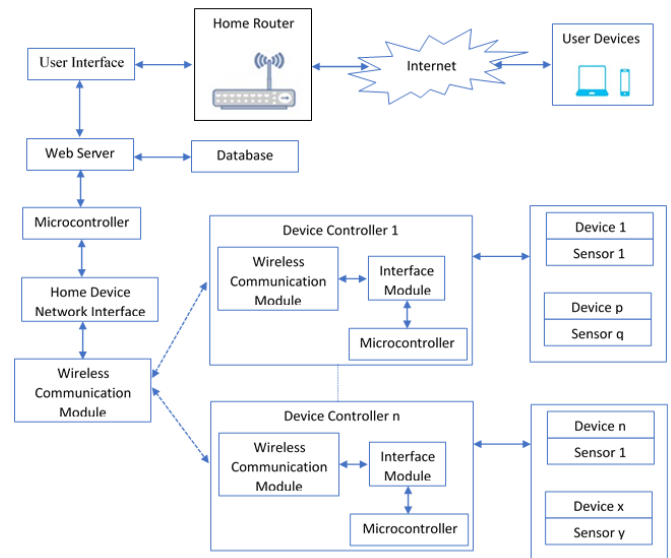 Home Router
User Interface
Internet
User Devices
Web Server
Database
Microcontroller
Home Device
Network Interface
Wireless
Communication
Module
Device Controller 1
Wireless
Communication
Module
Interface
Module
Microcontroller
Device 1
Sensor 1
Device p
Sensor q
Device Controller n
Wireless
Communication
Module
Interface
Module
Microcontroller
Device n
Sensor 1
Device x
Sensor y